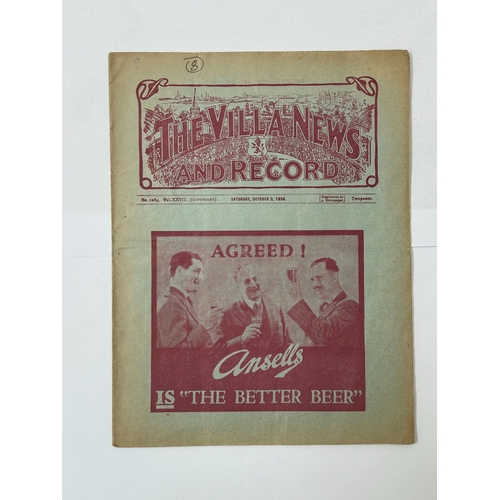 8
THE VILLA NEWS
AND RECORD
SATURDAY, OCTOBER 3, 1936.
Twopence.
AGREED!
Ansells
IS "THE BETTER BEER"